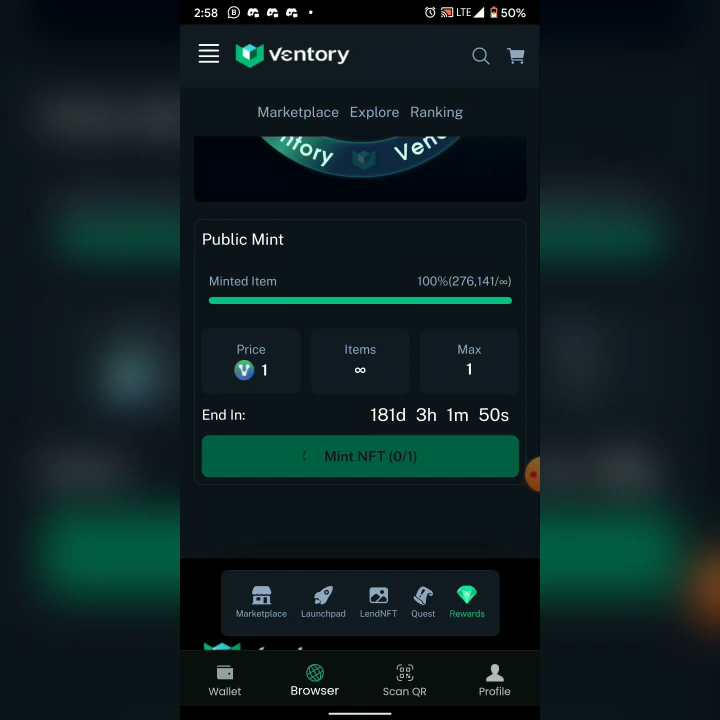 2:58 LTE 50%
Ventory
Marketplace Explore Ranking
ntory Ven
Public Mint
Minted Item 100%(276,141/∞)
Price Items Max
1 ∞ 1
End In: 181d 3h 1m 50s
Mint NFT (0/1)
Marketplace Launchpad LendNFT Quest Rewards
Wallet Browser Scan QR Profile